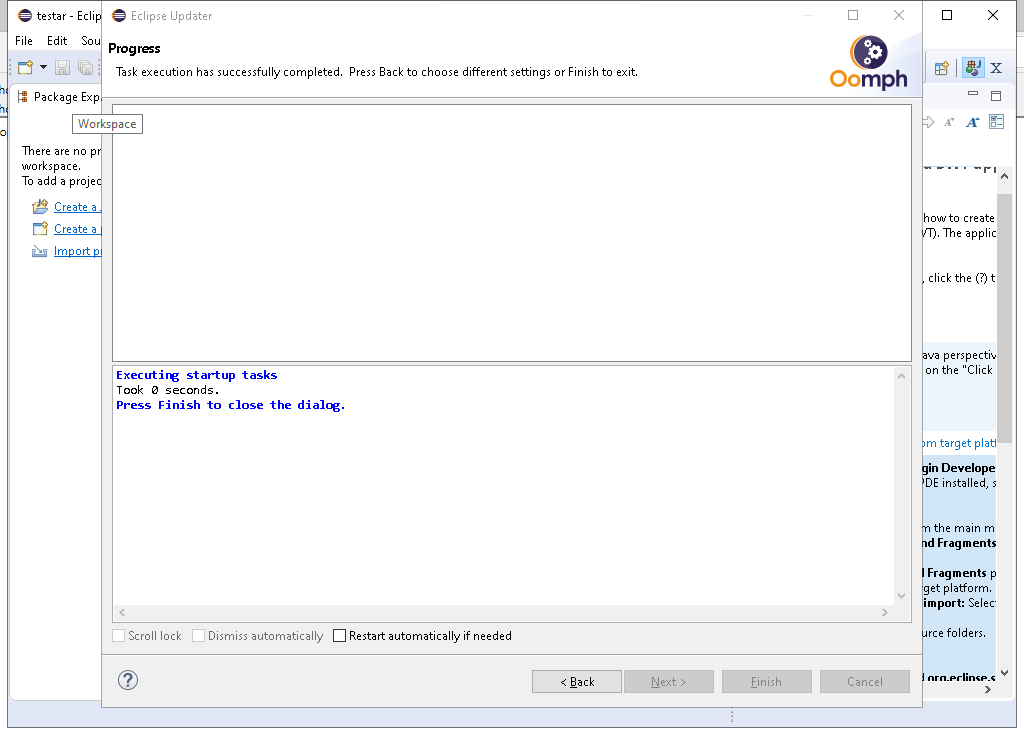 testar - Eclip
File Edit Sou
Package Exp
Workspace
There are no pr
workspace.
To add a projec
Create a
Create a
Import p
Eclipse Updater
Progress
Task execution has successfully completed. Press Back to choose different settings or Finish to exit.
Oomph
Executing startup tasks
Took 0 seconds.
Press Finish to close the dialog.
Scroll lock Dismiss automatically Restart automatically if needed
< Back Next > Finish Cancel
how to create
The applic
, click the (?) t
ava perspectiv
on the "Click
om target platf
gin Develope
DE installed, s
m the main m
nd Fragments
Fragments p
get platform.
import: Selec
urce folders.
org.eclipse.s